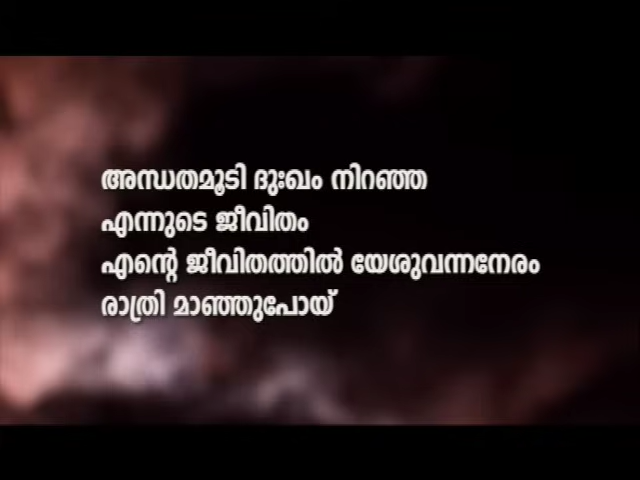 അന്ധതമൂടി ദുഃഖം നിറഞ്ഞ
എന്നുടെ ജീവിതം
എന്റെ ജീവിതത്തിൽ യേശുവന്നനേരം
രാത്രി മാഞ്ഞുപോയ്